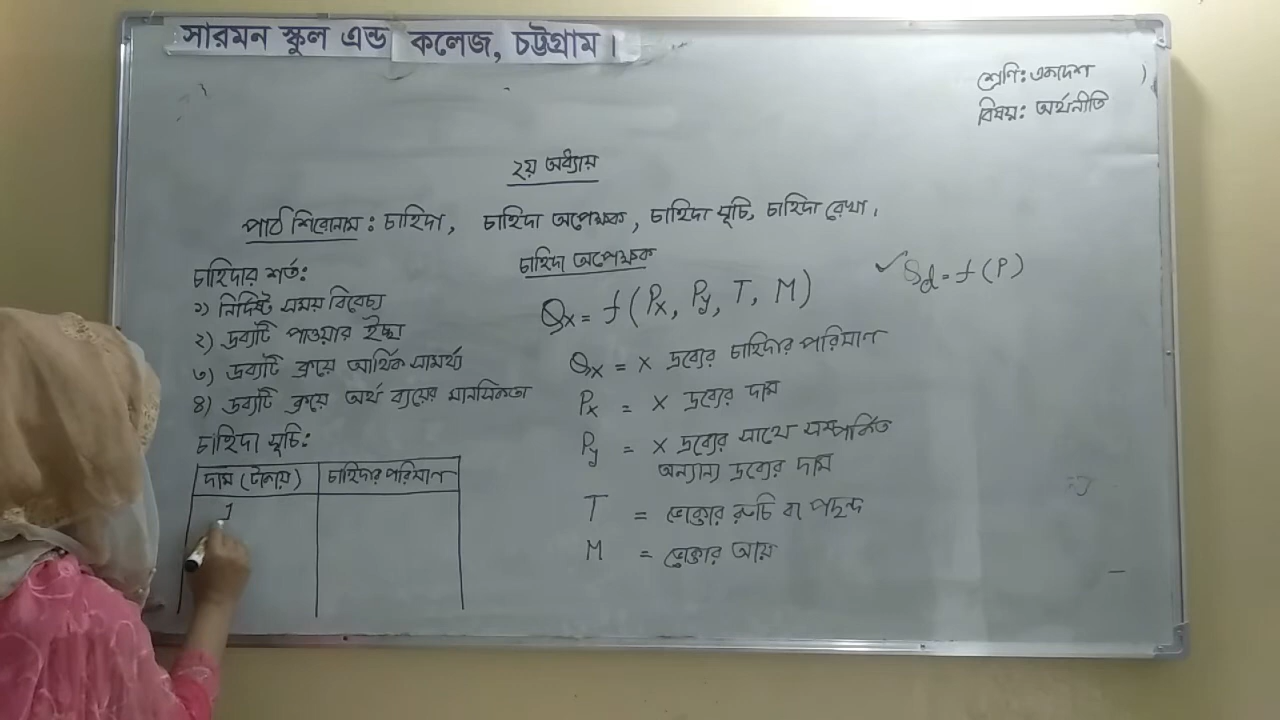 সারমন স্কুল এন্ড কলেজ, চট্টগ্রাম।
শ্রেণি: একাদশ
বিষয়: অর্থনীতি
২য় অধ্যায়
পাঠ শিরোনাম: চাহিদা, চাহিদা অপেক্ষক, চাহিদা সূচি, চাহিদা রেখা।
চাহিদার শর্ত:
১) নির্দিষ্ট সময় বিবেচ্য
২) দ্রব্যটি পাওয়ার ইচ্ছা
৩) দ্রব্যটি ক্রয়ে আর্থিক সামর্থ্য
৪) দ্রব্যটি ক্রয়ে অর্থ ব্যয়ের মানসিকতা
চাহিদা সূচি:
দাম (টাকায়) চাহিদার পরিমাণ
1
চাহিদা অপেক্ষক
Qx = f (Px, Py, T, M)
Qx = x দ্রব্যের চাহিদার পরিমাণ
Px = x দ্রব্যের দাম
Py = x দ্রব্যের সাথে সম্পর্কিত
অন্যান্য দ্রব্যের দাম
T = ভোক্তার রুচি বা পছন্দ
M = ভোক্তার আয়
✓ Qd = f (P)